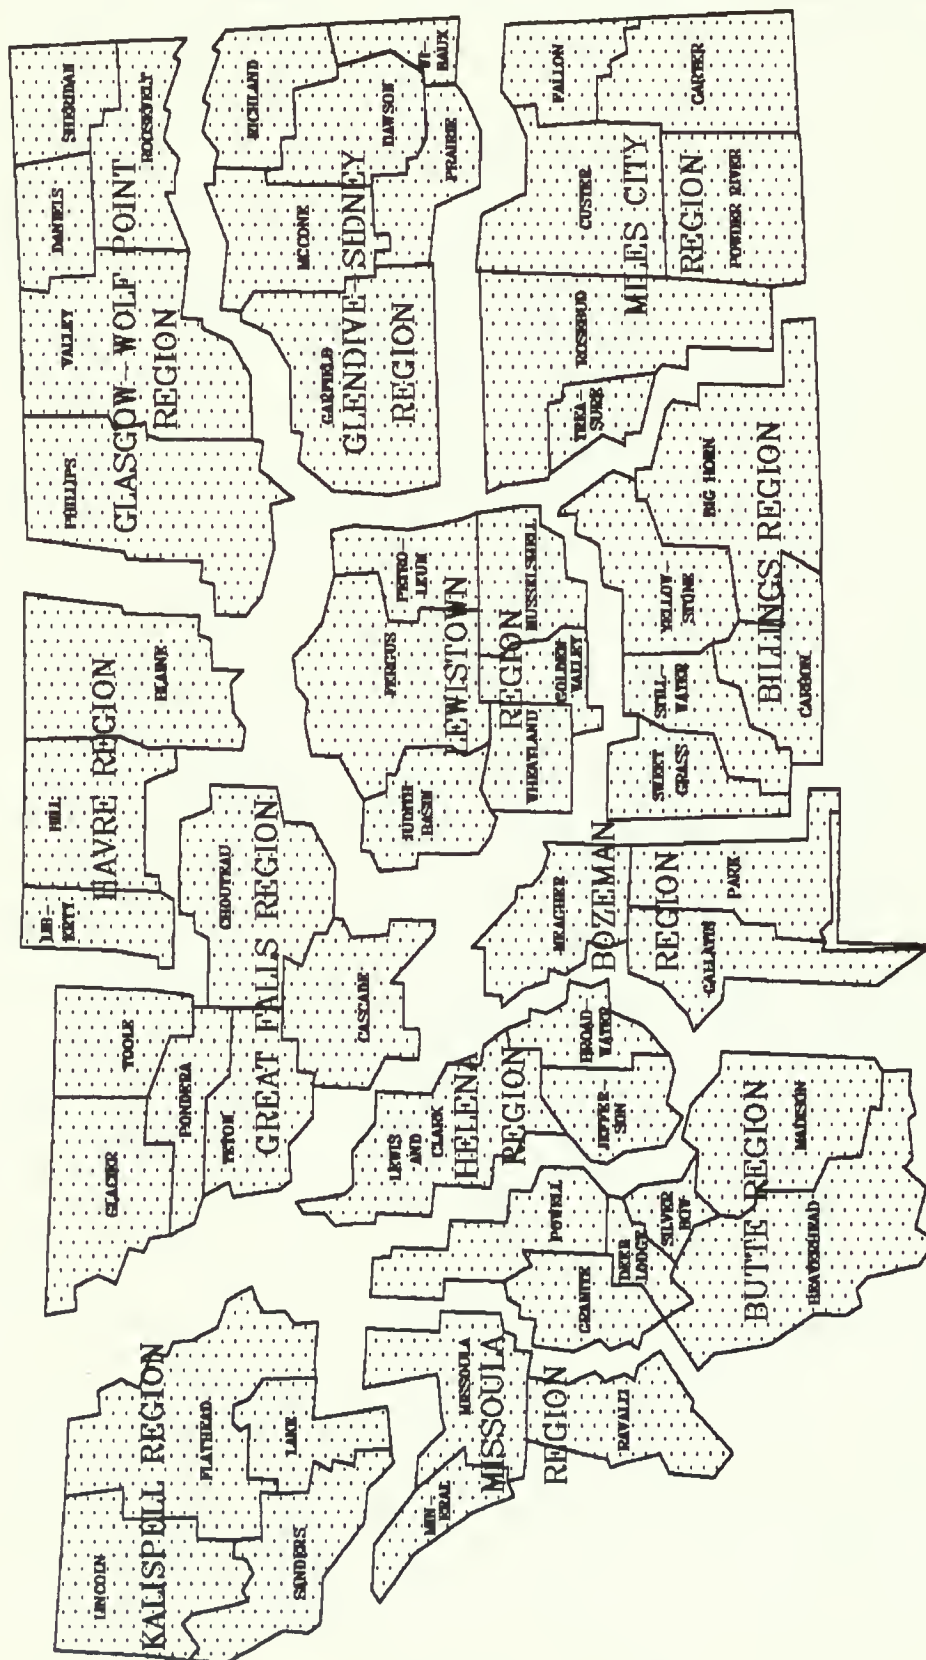 KALISPELL REGION
LINCOLN
FLATHEAD
LAKE
SANDERS
MISSOULA
REGION
MIN-
ERAL
MISSOULA
RAVALLI
GREAT FALLS REGION
GLACIER
TOOLE
PONDERA
TETON
CHOUTEAU
CASCADE
HELENA
REGION
LEWIS
AND
CLARK
JEFFER-
SON
BROAD-
WATER
BUTTE REGION
POWELL
GRANITE
DEER
LODGE
SILVER
BOW
BEAVERHEAD
MADISON
BOZEMAN
REGION
MEAGHER
GALLATIN
PARK
HAVRE REGION
LIB-
ERTY
HILL
BLAINE
LEWISTOWN
REGION
JUDITH
BASIN
FERGUS
PETRO-
LEUM
WHEATLAND
GOLDEN
VALLEY
MUSSELSHELL
BILLINGS REGION
SWEET
GRASS
STILL-
WATER
YELLOW-
STONE
CARBON
BIG HORN
GLASGOW-WOLF POINT
REGION
PHILLIPS
VALLEY
DANIELS
SHERIDAN
ROOSEVELT
GLENDIVE-SIDNEY
REGION
GARFIELD
MCCONE
RICHLAND
DAWSON
PRAIRIE
WI-
BAUX
MILES CITY
REGION
TREA-
SURE
ROSEBUD
CUSTER
FALLON
CARTER
POWDER RIVER